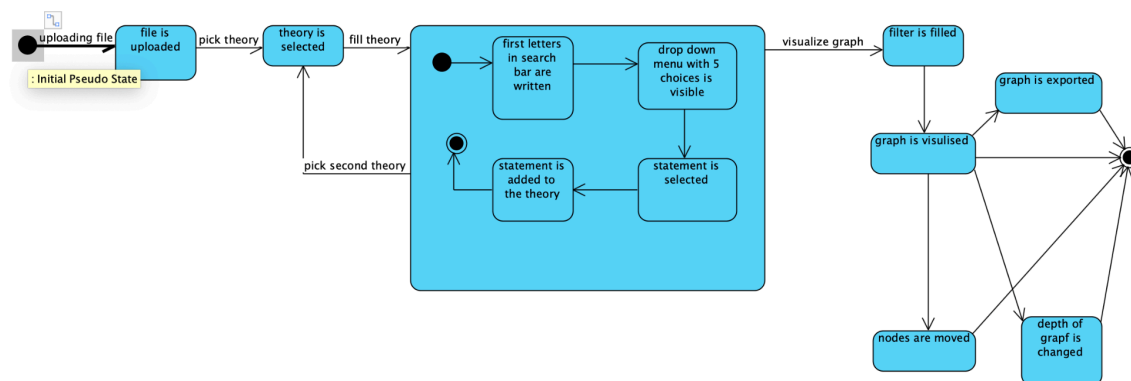 uploading file
: Initial Pseudo State
file is
uploaded
pick theory
theory is
selected
fill theory
pick second theory
first letters
in search
bar are
written
drop down
menu with 5
choices is
visible
statement is
added to
the theory
statement is
selected
visualize graph
filter is filled
graph is exported
graph is visulised
nodes are moved
depth of
grapf is
changed